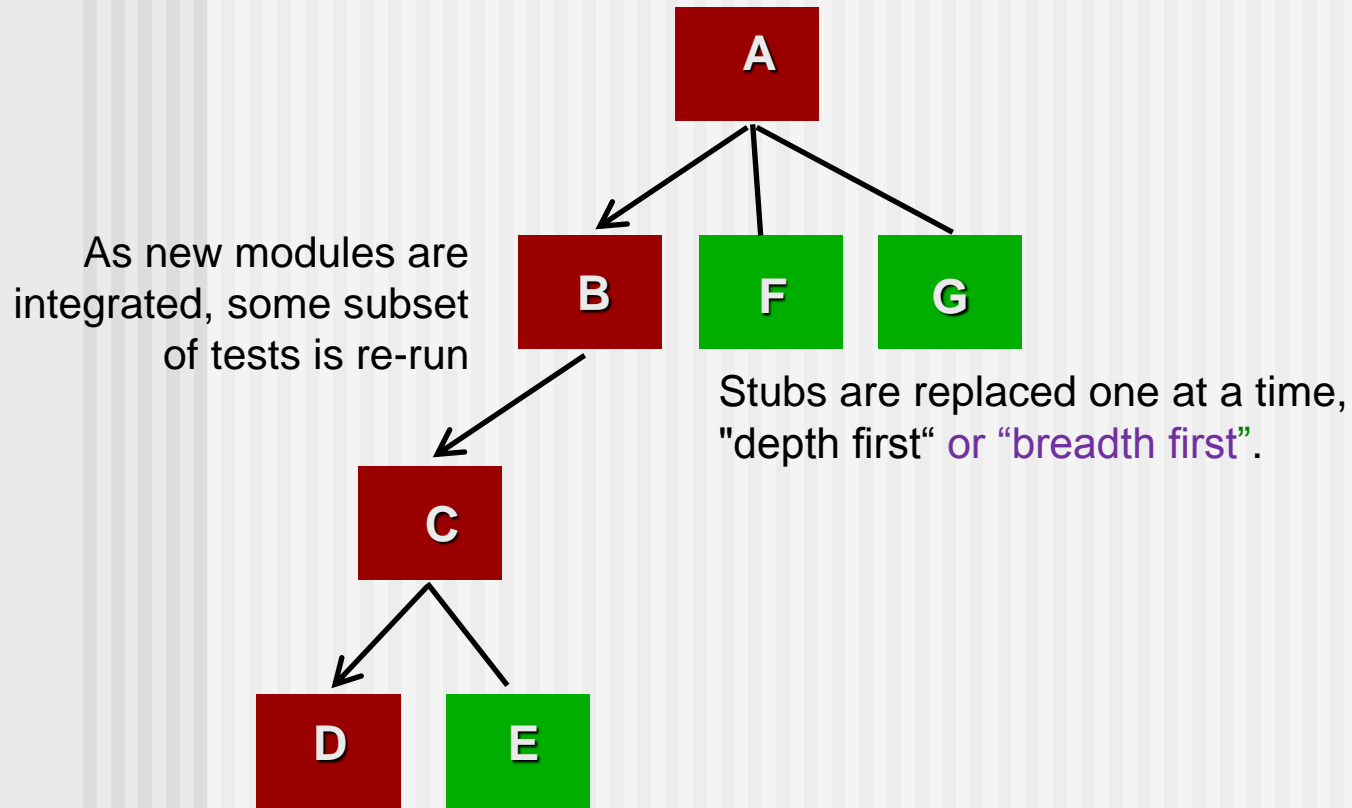 A
B
F
G
As new modules are
integrated, some subset
of tests is re-run
Stubs are replaced one at a time,
"depth first“ or “breadth first”.
C
D
E